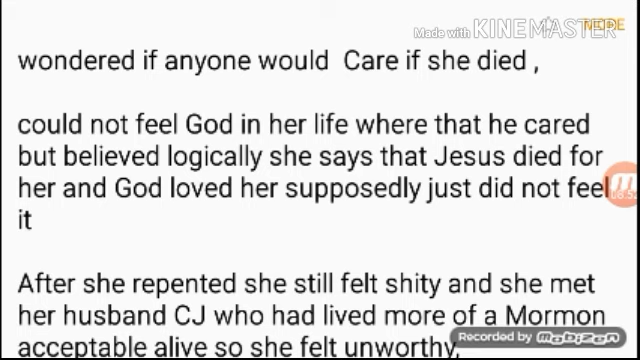 Made with KINEMASTER
MORE
wondered if anyone would Care if she died ,
could not feel God in her life where that he cared
but believed logically she says that Jesus died for
her and God loved her supposedly just did not feel
it
After she repented she still felt shity and she met
her husband CJ who had lived more of a Mormon
acceptable alive so she felt unworthy,
Recorded by Mobizen